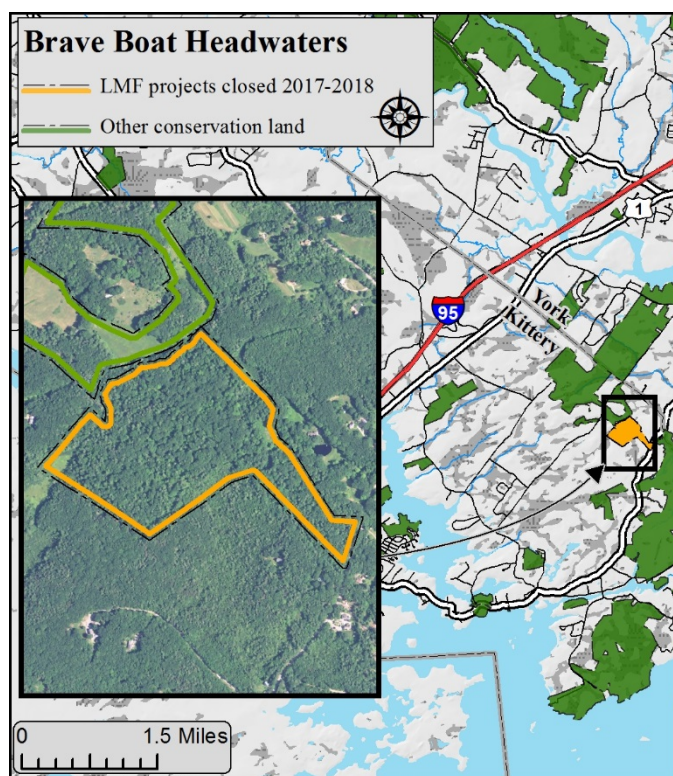 Brave Boat Headwaters
LMF projects closed 2017-2018
Other conservation land
1
95
York
Kittery
0 1.5 Miles